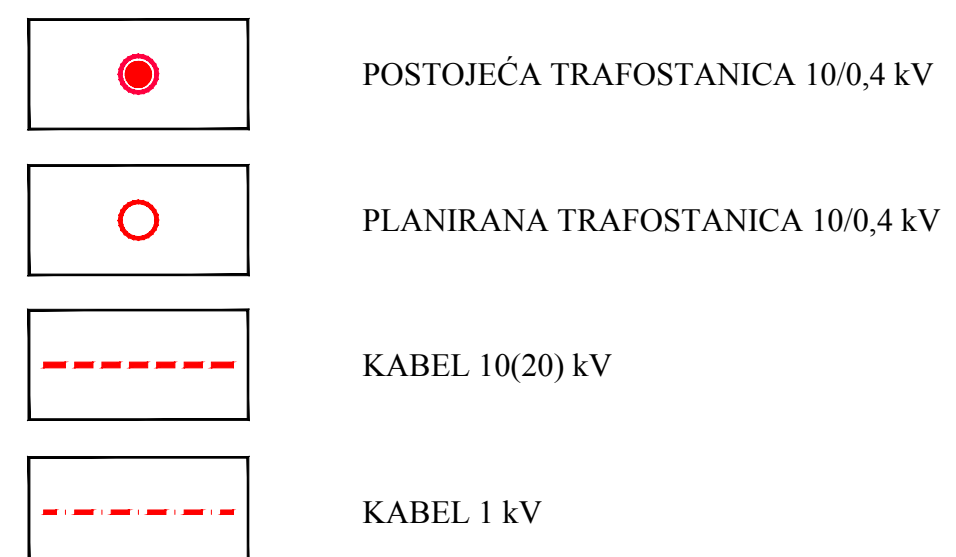 POSTOJEĆA TRAFOSTANICA 10/0,4 kV
PLANIRANA TRAFOSTANICA 10/0,4 kV
KABEL 10(20) kV
KABEL 1 kV